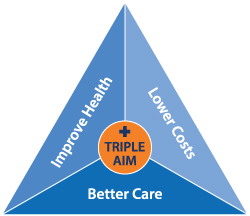 Improve Health
Lower Costs
TRIPLE
AIM
Better Care